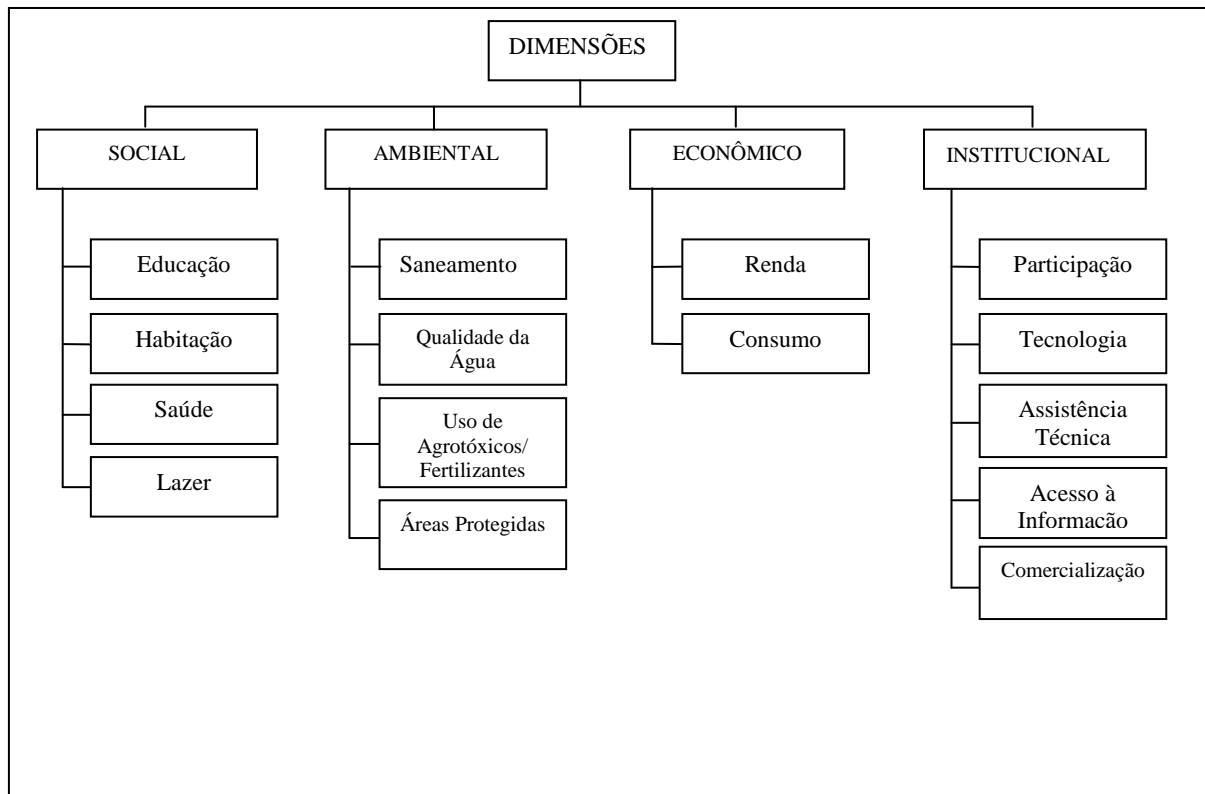 DIMENSÕES
SOCIAL
AMBIENTAL
ECONÔMICO
INSTITUCIONAL
Educação
Habitação
Saúde
Lazer
Saneamento
Qualidade da
Água
Uso de
Agrotóxicos/
Fertilizantes
Áreas Protegidas
Renda
Consumo
Participação
Tecnologia
Assistência
Técnica
Acesso à
Informacão
Comercialização